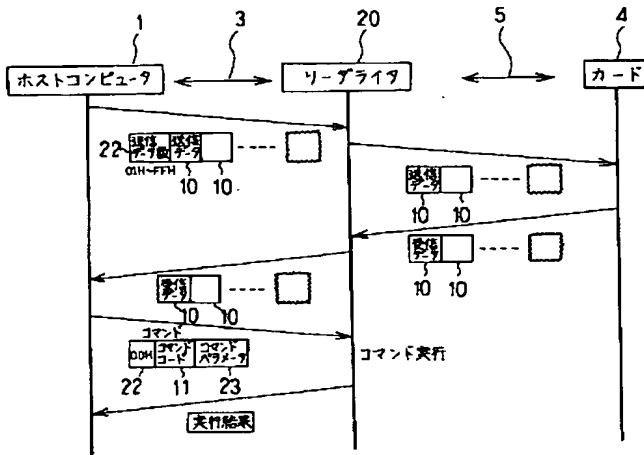 1
3
20
5
4
ホストコンピュータ
リーダライタ
カード
22
送信データ数
送信データ
01H~FFH
10
10
送信データ
10
10
受信データ
10
10
受信データ
10
10
コマンド
00H
コマンドコード
コマンドパラメータ
22
11
23
コマンド実行
実行結果